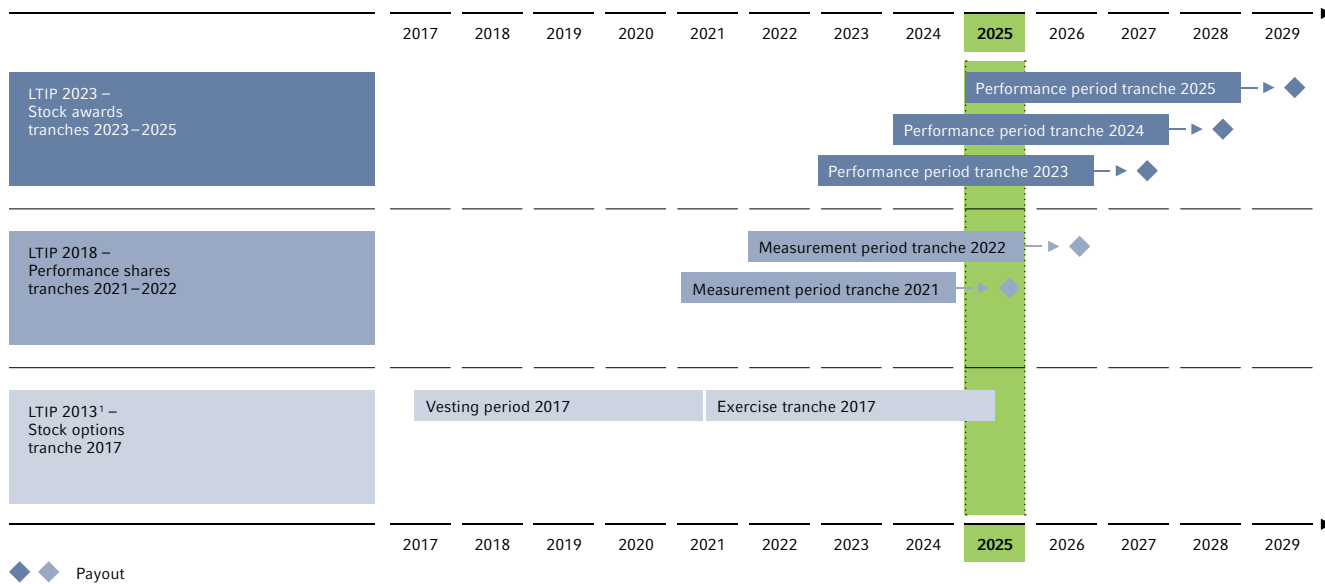 2017 2018 2019 2020 2021 2022 2023 2024 2025 2026 2027 2028 2029
LTIP 2023 –
Stock awards
tranches 2023–2025
Performance period tranche 2025
Performance period tranche 2024
Performance period tranche 2023
LTIP 2018 –
Performance shares
tranches 2021–2022
Measurement period tranche 2022
Measurement period tranche 2021
LTIP 2013¹ –
Stock options
tranche 2017
Vesting period 2017
Exercise tranche 2017
2017 2018 2019 2020 2021 2022 2023 2024 2025 2026 2027 2028 2029
Payout